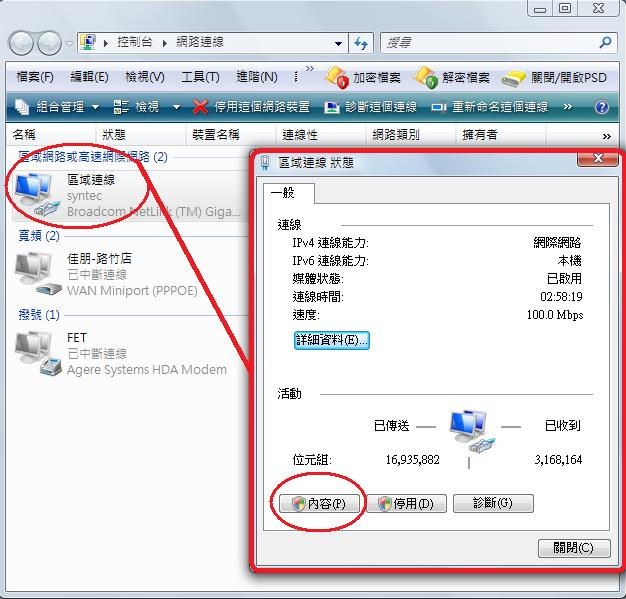 控制台 ▸ 網路連線
搜尋
檔案(F) 編輯(E) 檢視(V) 工具(T) 進階(N) » 加密檔案 解密檔案 關閉/開啟PSD
組合管理 檢視 停用這個網路裝置 診斷這個連線 重新命名這個連線 »
名稱 狀態 裝置名稱 連線性 網路類別 擁有者 »
區域網路或高速網際網路 (2)
區域連線
syntec
Broadcom NetLink (TM) Giga...
寬頻 (2)
佳朋-路竹店
已中斷連線
WAN Miniport (PPPOE)
撥號 (1)
FET
已中斷連線
Agere Systems HDA Modem
區域連線 狀態
一般
連線
IPv4 連線能力: 網際網路
IPv6 連線能力: 本機
媒體狀態: 已啟用
連線時間: 02:58:19
速度: 100.0 Mbps
詳細資料(E)...
活動
已傳送 — — 已收到
位元組: 16,935,882 | 3,168,164
內容(P) 停用(D) 診斷(G)
關閉(C)